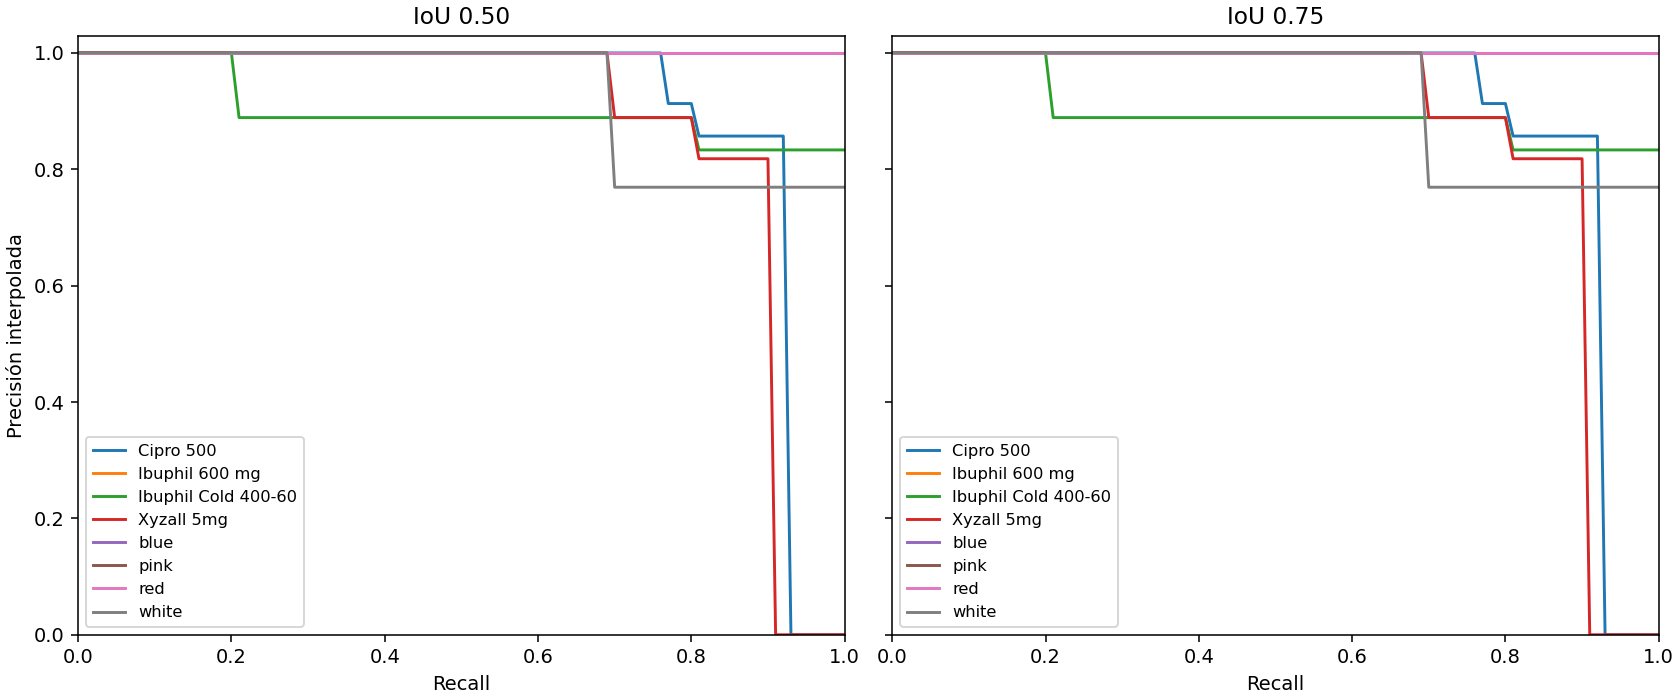 IoU 0.50
1.0
0.8
0.6
0.4
0.2
0.0
Precisión interpolada
Cipro 500
Ibuphil 600 mg
Ibuphil Cold 400-60
Xyzall 5mg
blue
pink
red
white
0.0 0.2 0.4 0.6 0.8 1.0
Recall
IoU 0.75
Cipro 500
Ibuphil 600 mg
Ibuphil Cold 400-60
Xyzall 5mg
blue
pink
red
white
0.0 0.2 0.4 0.6 0.8 1.0
Recall